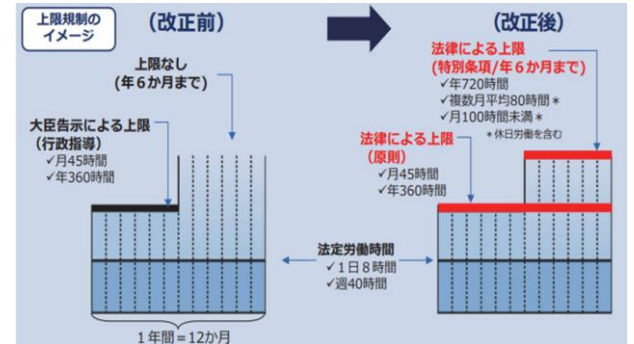 上限規制の
イメージ
(改正前)
(改正後)
上限なし
(年6か月まで)
大臣告示による上限
(行政指導)
✓月45時間
✓年360時間
法律による上限
(特別条項/年6か月まで)
✓年720時間
✓複数月平均80時間＊
✓月100時間未満＊
＊休日労働を含む
法律による上限
(原則)
✓月45時間
✓年360時間
法定労働時間
✓1日8時間
✓週40時間
1年間＝12か月